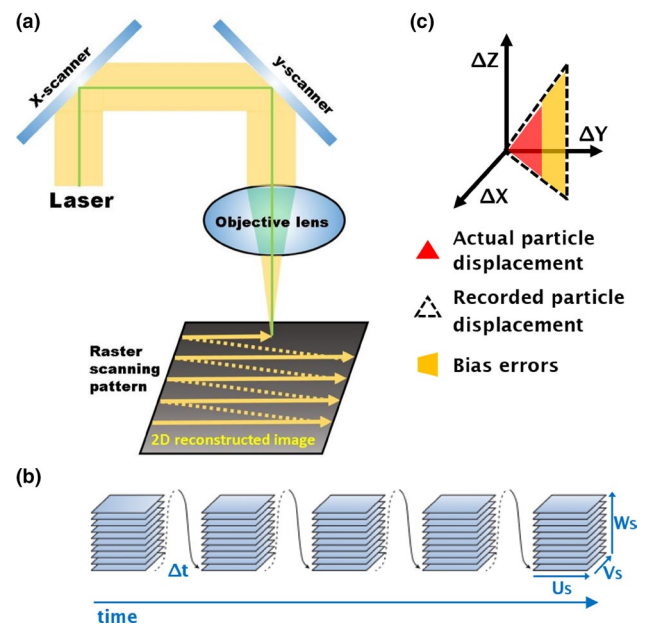 (a)
X-scanner
y-scanner
Laser
Objective lens
Raster
scanning
pattern
2D reconstructed image
(c)
ΔZ
ΔY
ΔX
Actual particle
displacement
Recorded particle
displacement
Bias errors
(b)
Δt
Ws
Vs
Us
time